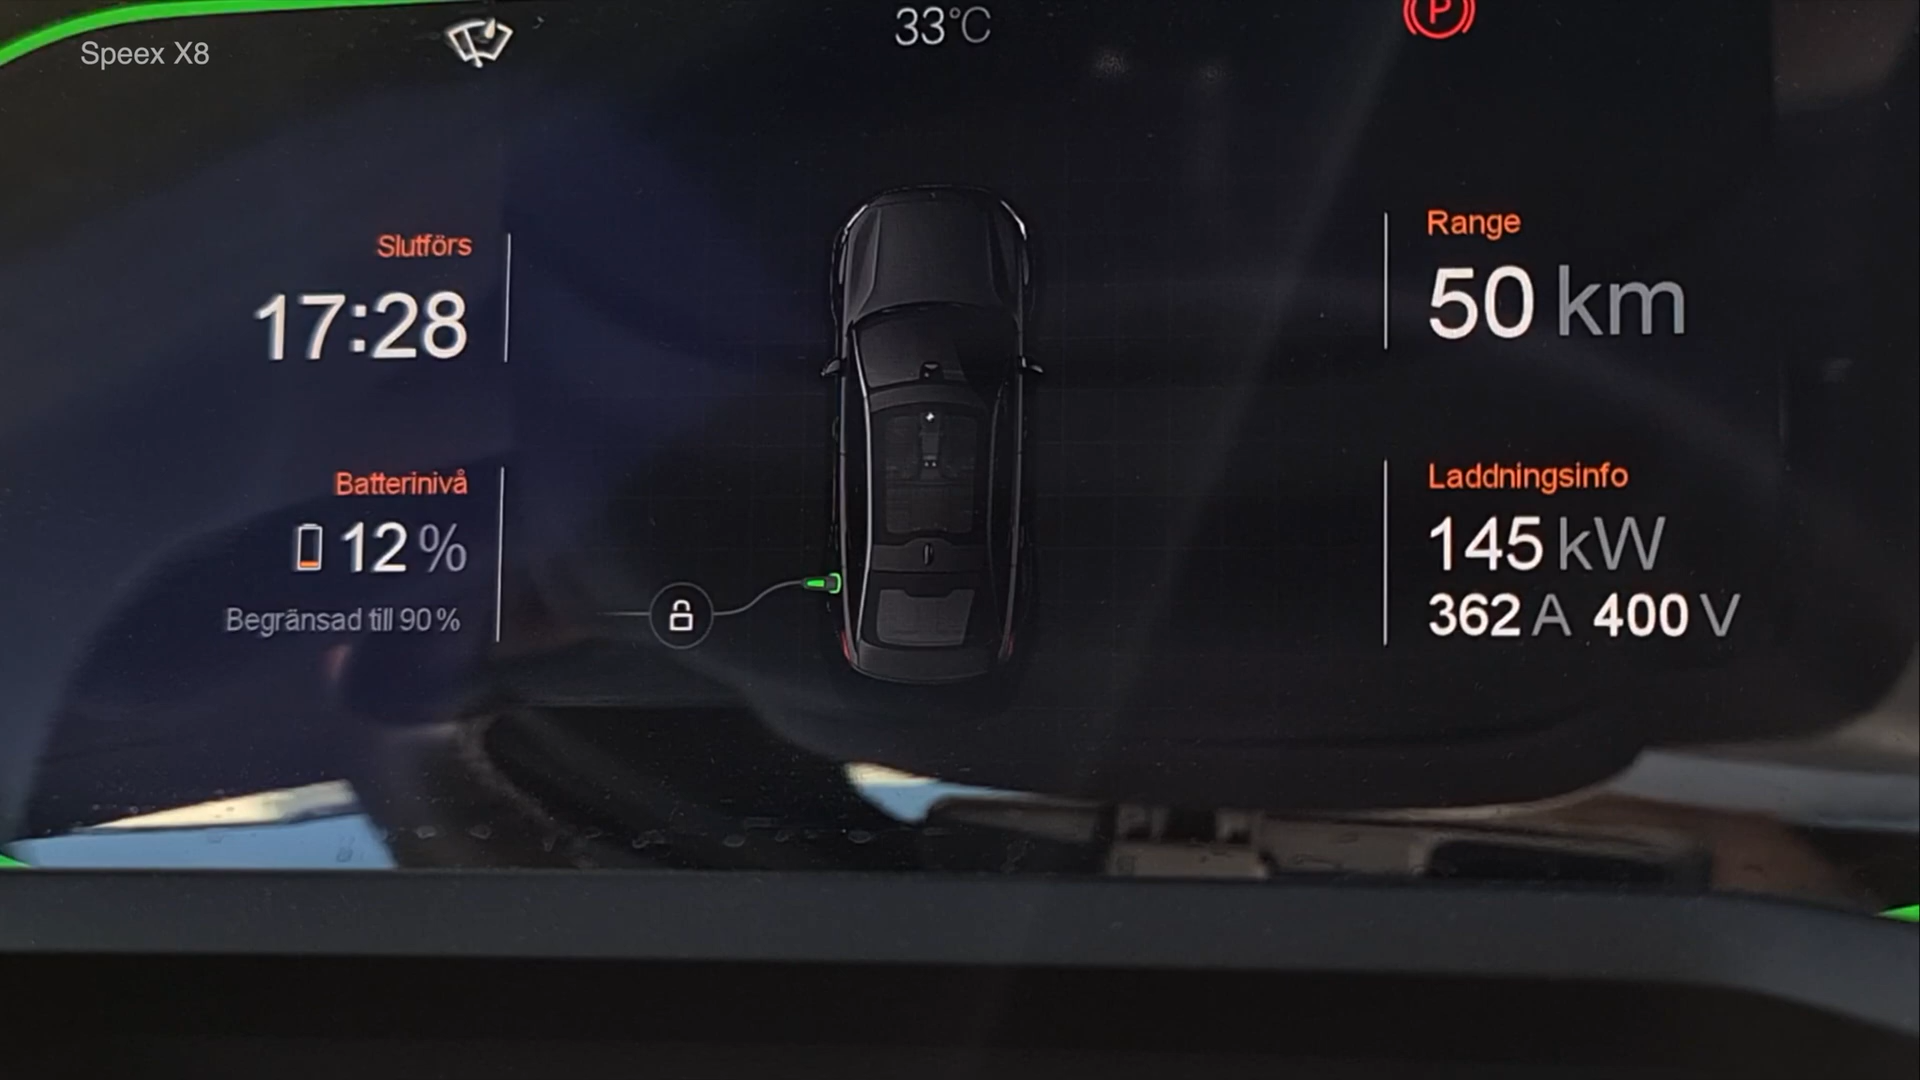 Speex X8
33°C
P
Slutförs
17:28
Range
50 km
Batterinivå
12 %
Begränsad till 90 %
Laddningsinfo
145 kW
362 A 400 V